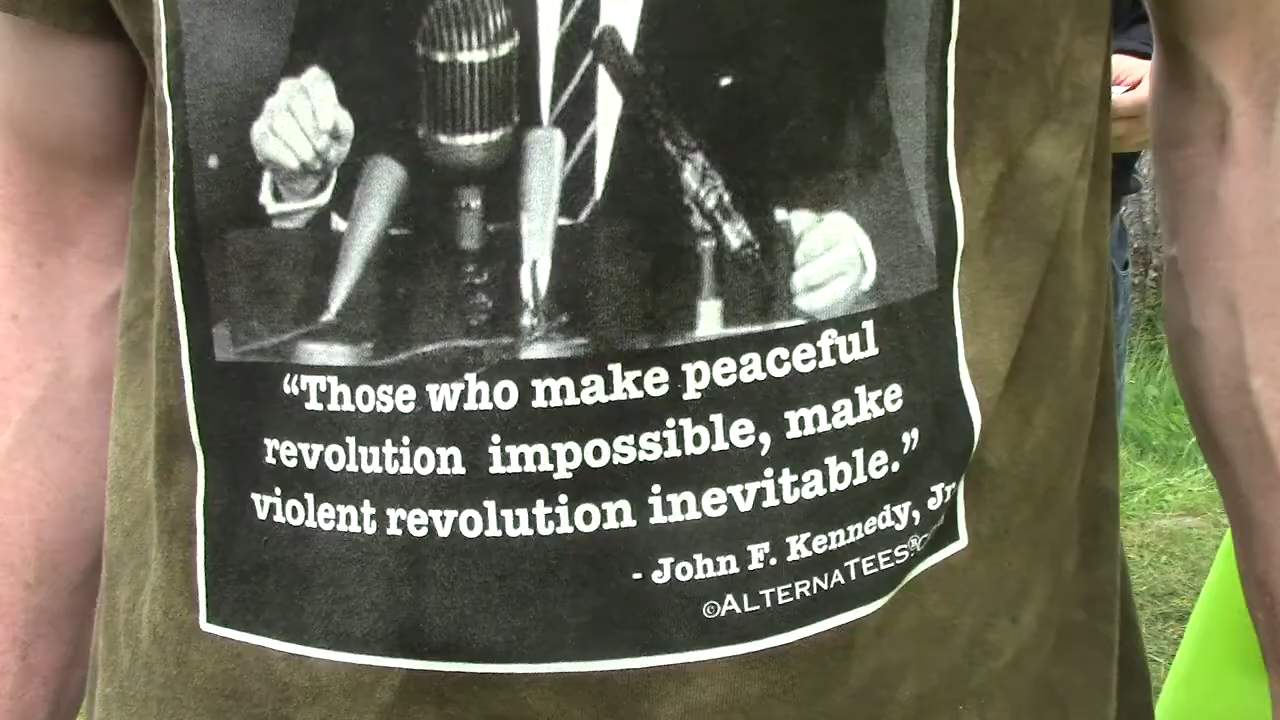 “Those who make peaceful
revolution impossible, make
violent revolution inevitable.”
- John F. Kennedy, Jr
©ALTERNATEES®